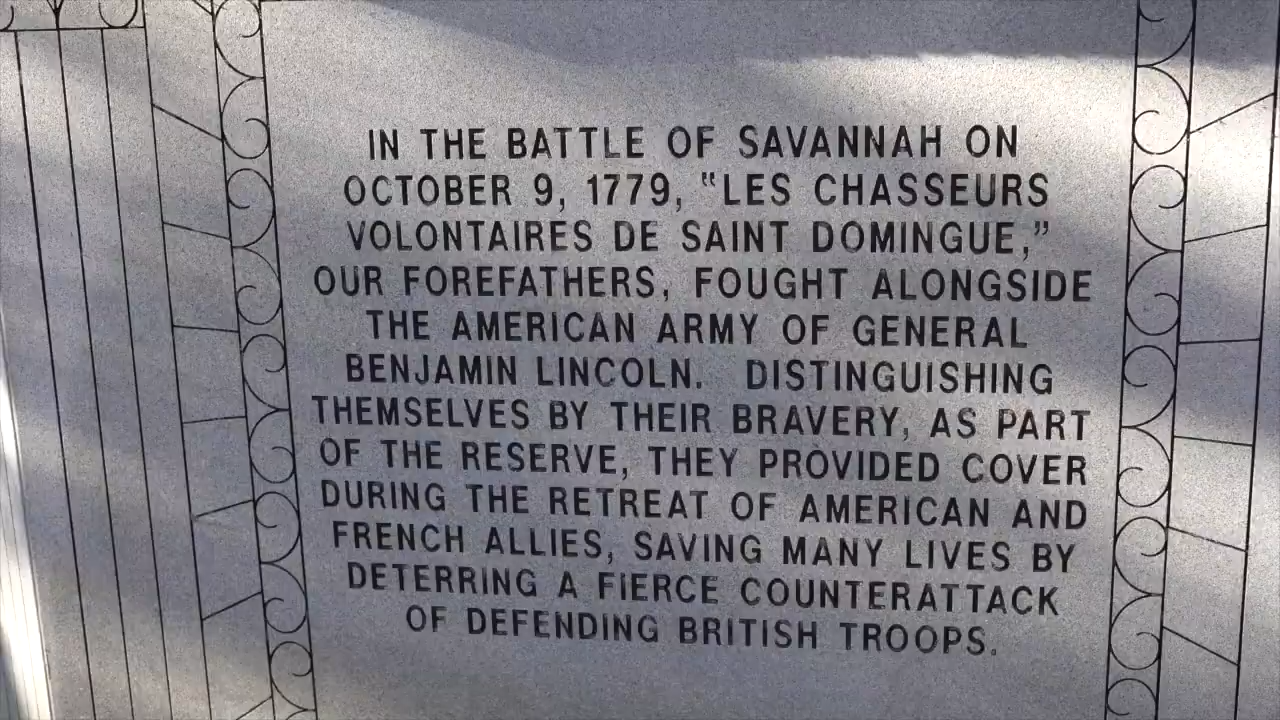 IN THE BATTLE OF SAVANNAH ON
OCTOBER 9, 1779, "LES CHASSEURS
VOLONTAIRES DE SAINT DOMINGUE,"
OUR FOREFATHERS, FOUGHT ALONGSIDE
THE AMERICAN ARMY OF GENERAL
BENJAMIN LINCOLN. DISTINGUISHING
THEMSELVES BY THEIR BRAVERY, AS PART
OF THE RESERVE, THEY PROVIDED COVER
DURING THE RETREAT OF AMERICAN AND
FRENCH ALLIES, SAVING MANY LIVES BY
DETERRING A FIERCE COUNTERATTACK
OF DEFENDING BRITISH TROOPS.